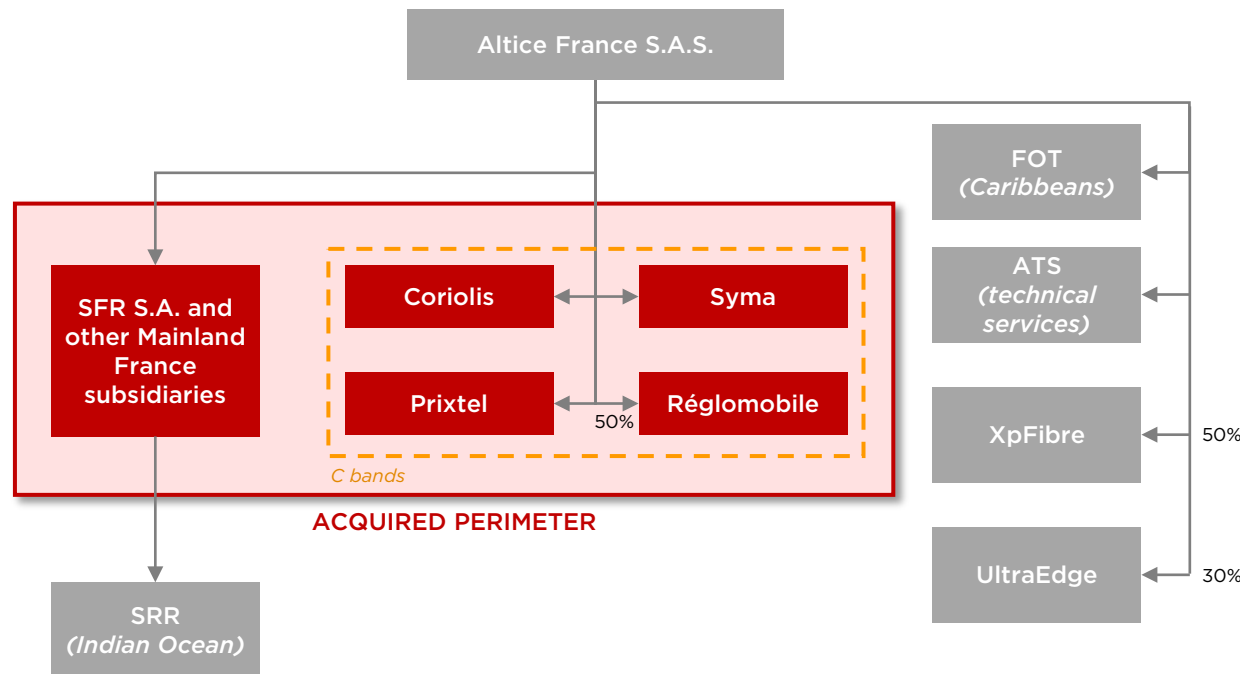 Altice France S.A.S.
FOT
(Caribbeans)
ATS
(technical
services)
SFR S.A. and
other Mainland
France
subsidiaries
Coriolis
Syma
Prixtel
50%
Réglomobile
C bands
XpFibre
50%
ACQUIRED PERIMETER
UltraEdge
30%
SRR
(Indian Ocean)